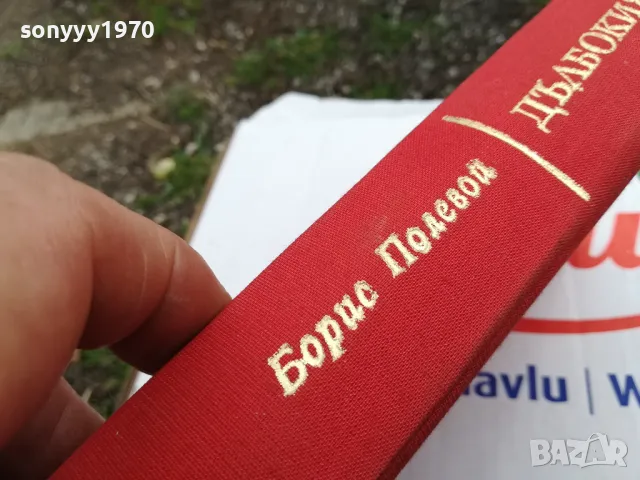 sonyyy1970
ДЪЛБОКИ
Борис Полевой
avlu | W
BAZAR